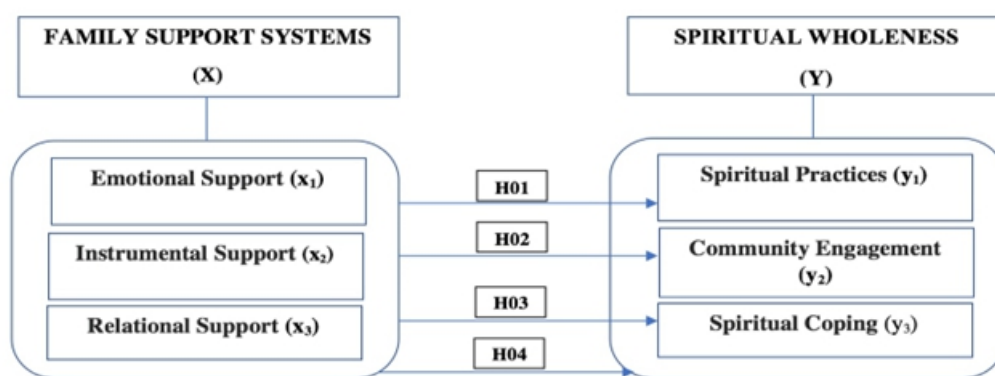 FAMILY SUPPORT SYSTEMS
(X)
SPIRITUAL WHOLENESS
(Y)
Emotional Support (x₁)
Instrumental Support (x₂)
Relational Support (x₃)
H01
H02
H03
H04
Spiritual Practices (y₁)
Community Engagement
(y₂)
Spiritual Coping (y₃)